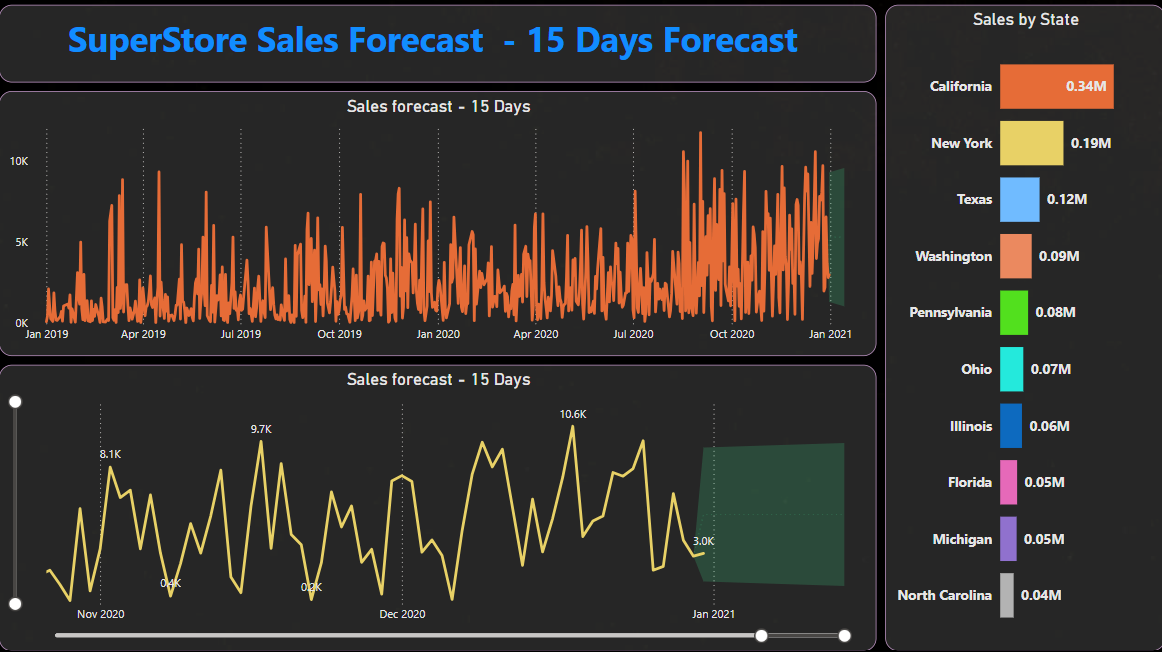 SuperStore Sales Forecast - 15 Days Forecast
Sales forecast - 15 Days
10K
5K
0K
Jan 2019 Apr 2019 Jul 2019 Oct 2019 Jan 2020 Apr 2020 Jul 2020 Oct 2020 Jan 2021
Sales forecast - 15 Days
8.1K
9.7K
10.6K
3.0K
0.4K
0.2K
Nov 2020 Dec 2020 Jan 2021
Sales by State
California 0.34M
New York 0.19M
Texas 0.12M
Washington 0.09M
Pennsylvania 0.08M
Ohio 0.07M
Illinois 0.06M
Florida 0.05M
Michigan 0.05M
North Carolina 0.04M